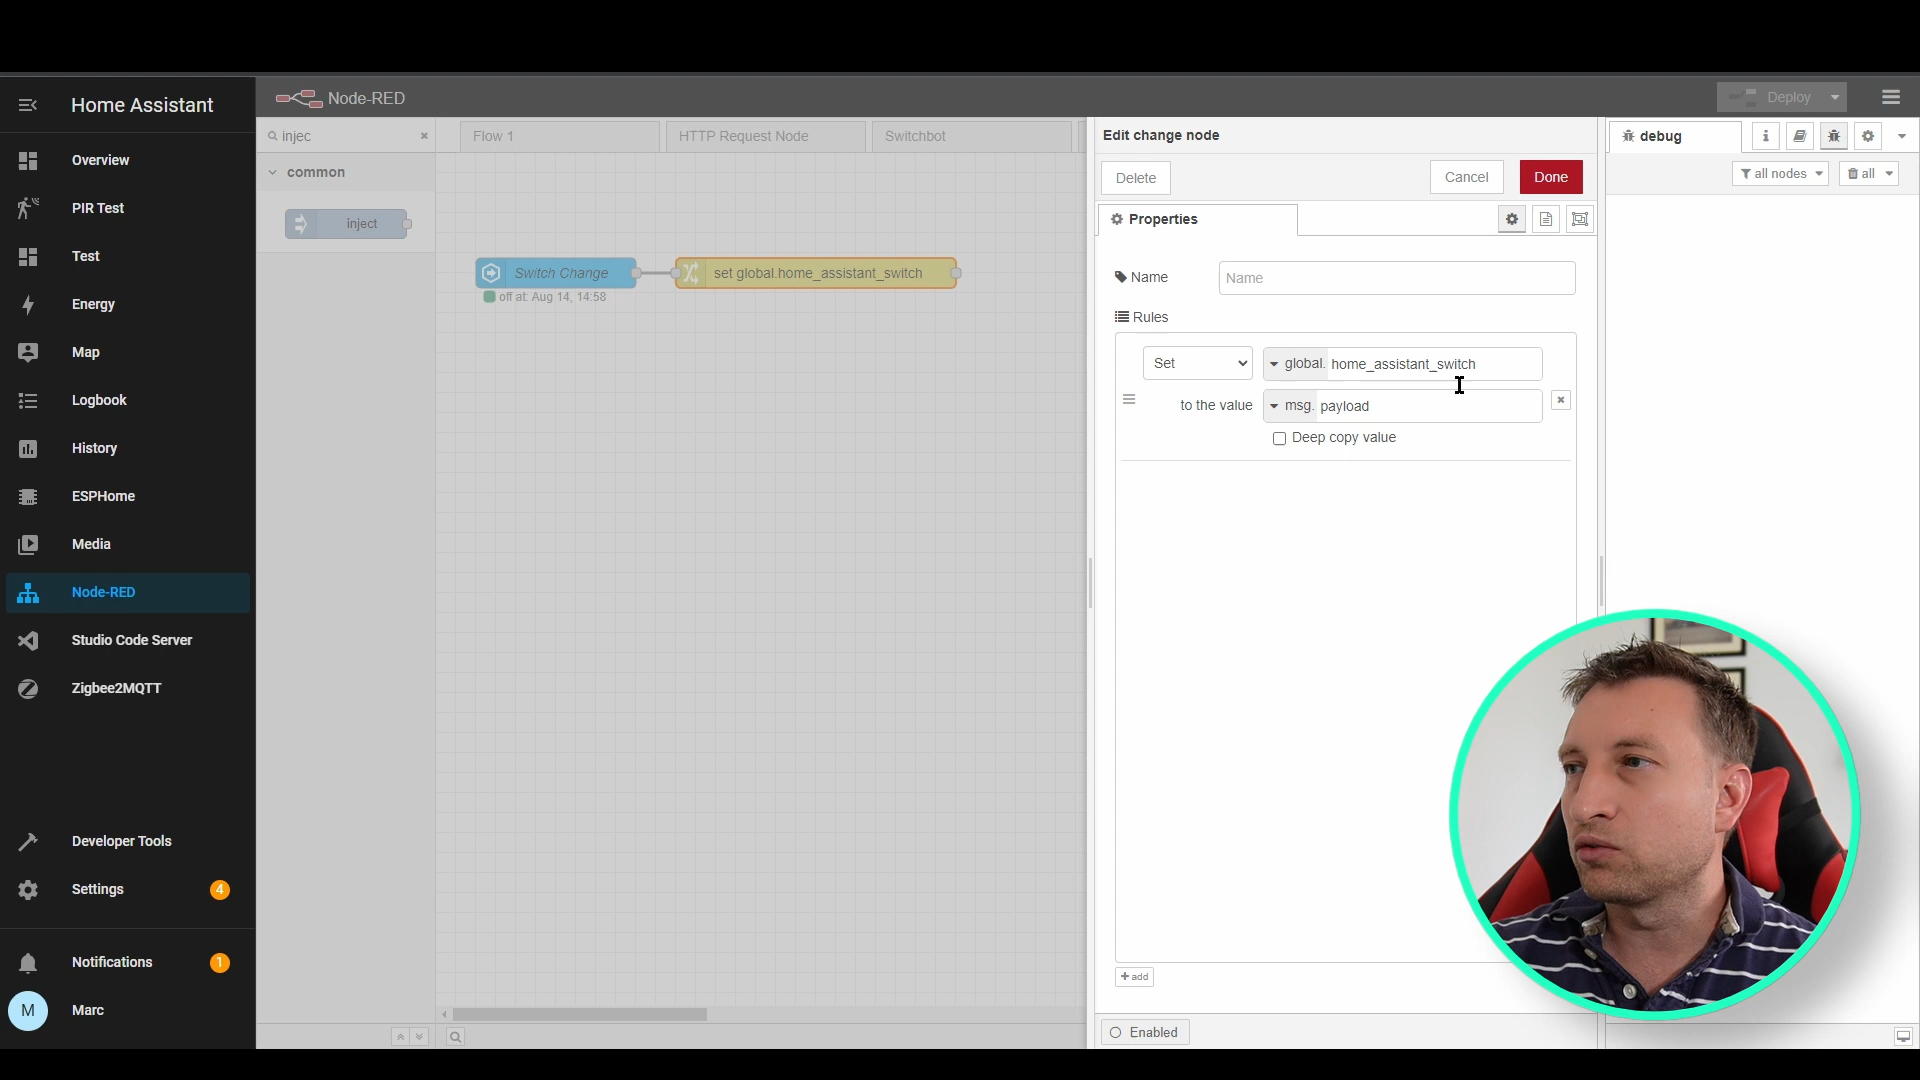 Home Assistant
Node-RED
Deploy
injec
Flow 1
HTTP Request Node
Switchbot
Edit change node
debug
Overview
common
Delete
Cancel
Done
all nodes
all
PIR Test
inject
Properties
Test
Switch Change
set global.home_assistant_switch
off at: Aug 14, 14:58
Name
Name
Energy
Rules
Map
Set
global. home_assistant_switch
Logbook
to the value
msg. payload
Deep copy value
History
ESPHome
Media
Node-RED
Studio Code Server
Zigbee2MQTT
Developer Tools
Settings
4
Notifications
1
add
M
Marc
Enabled